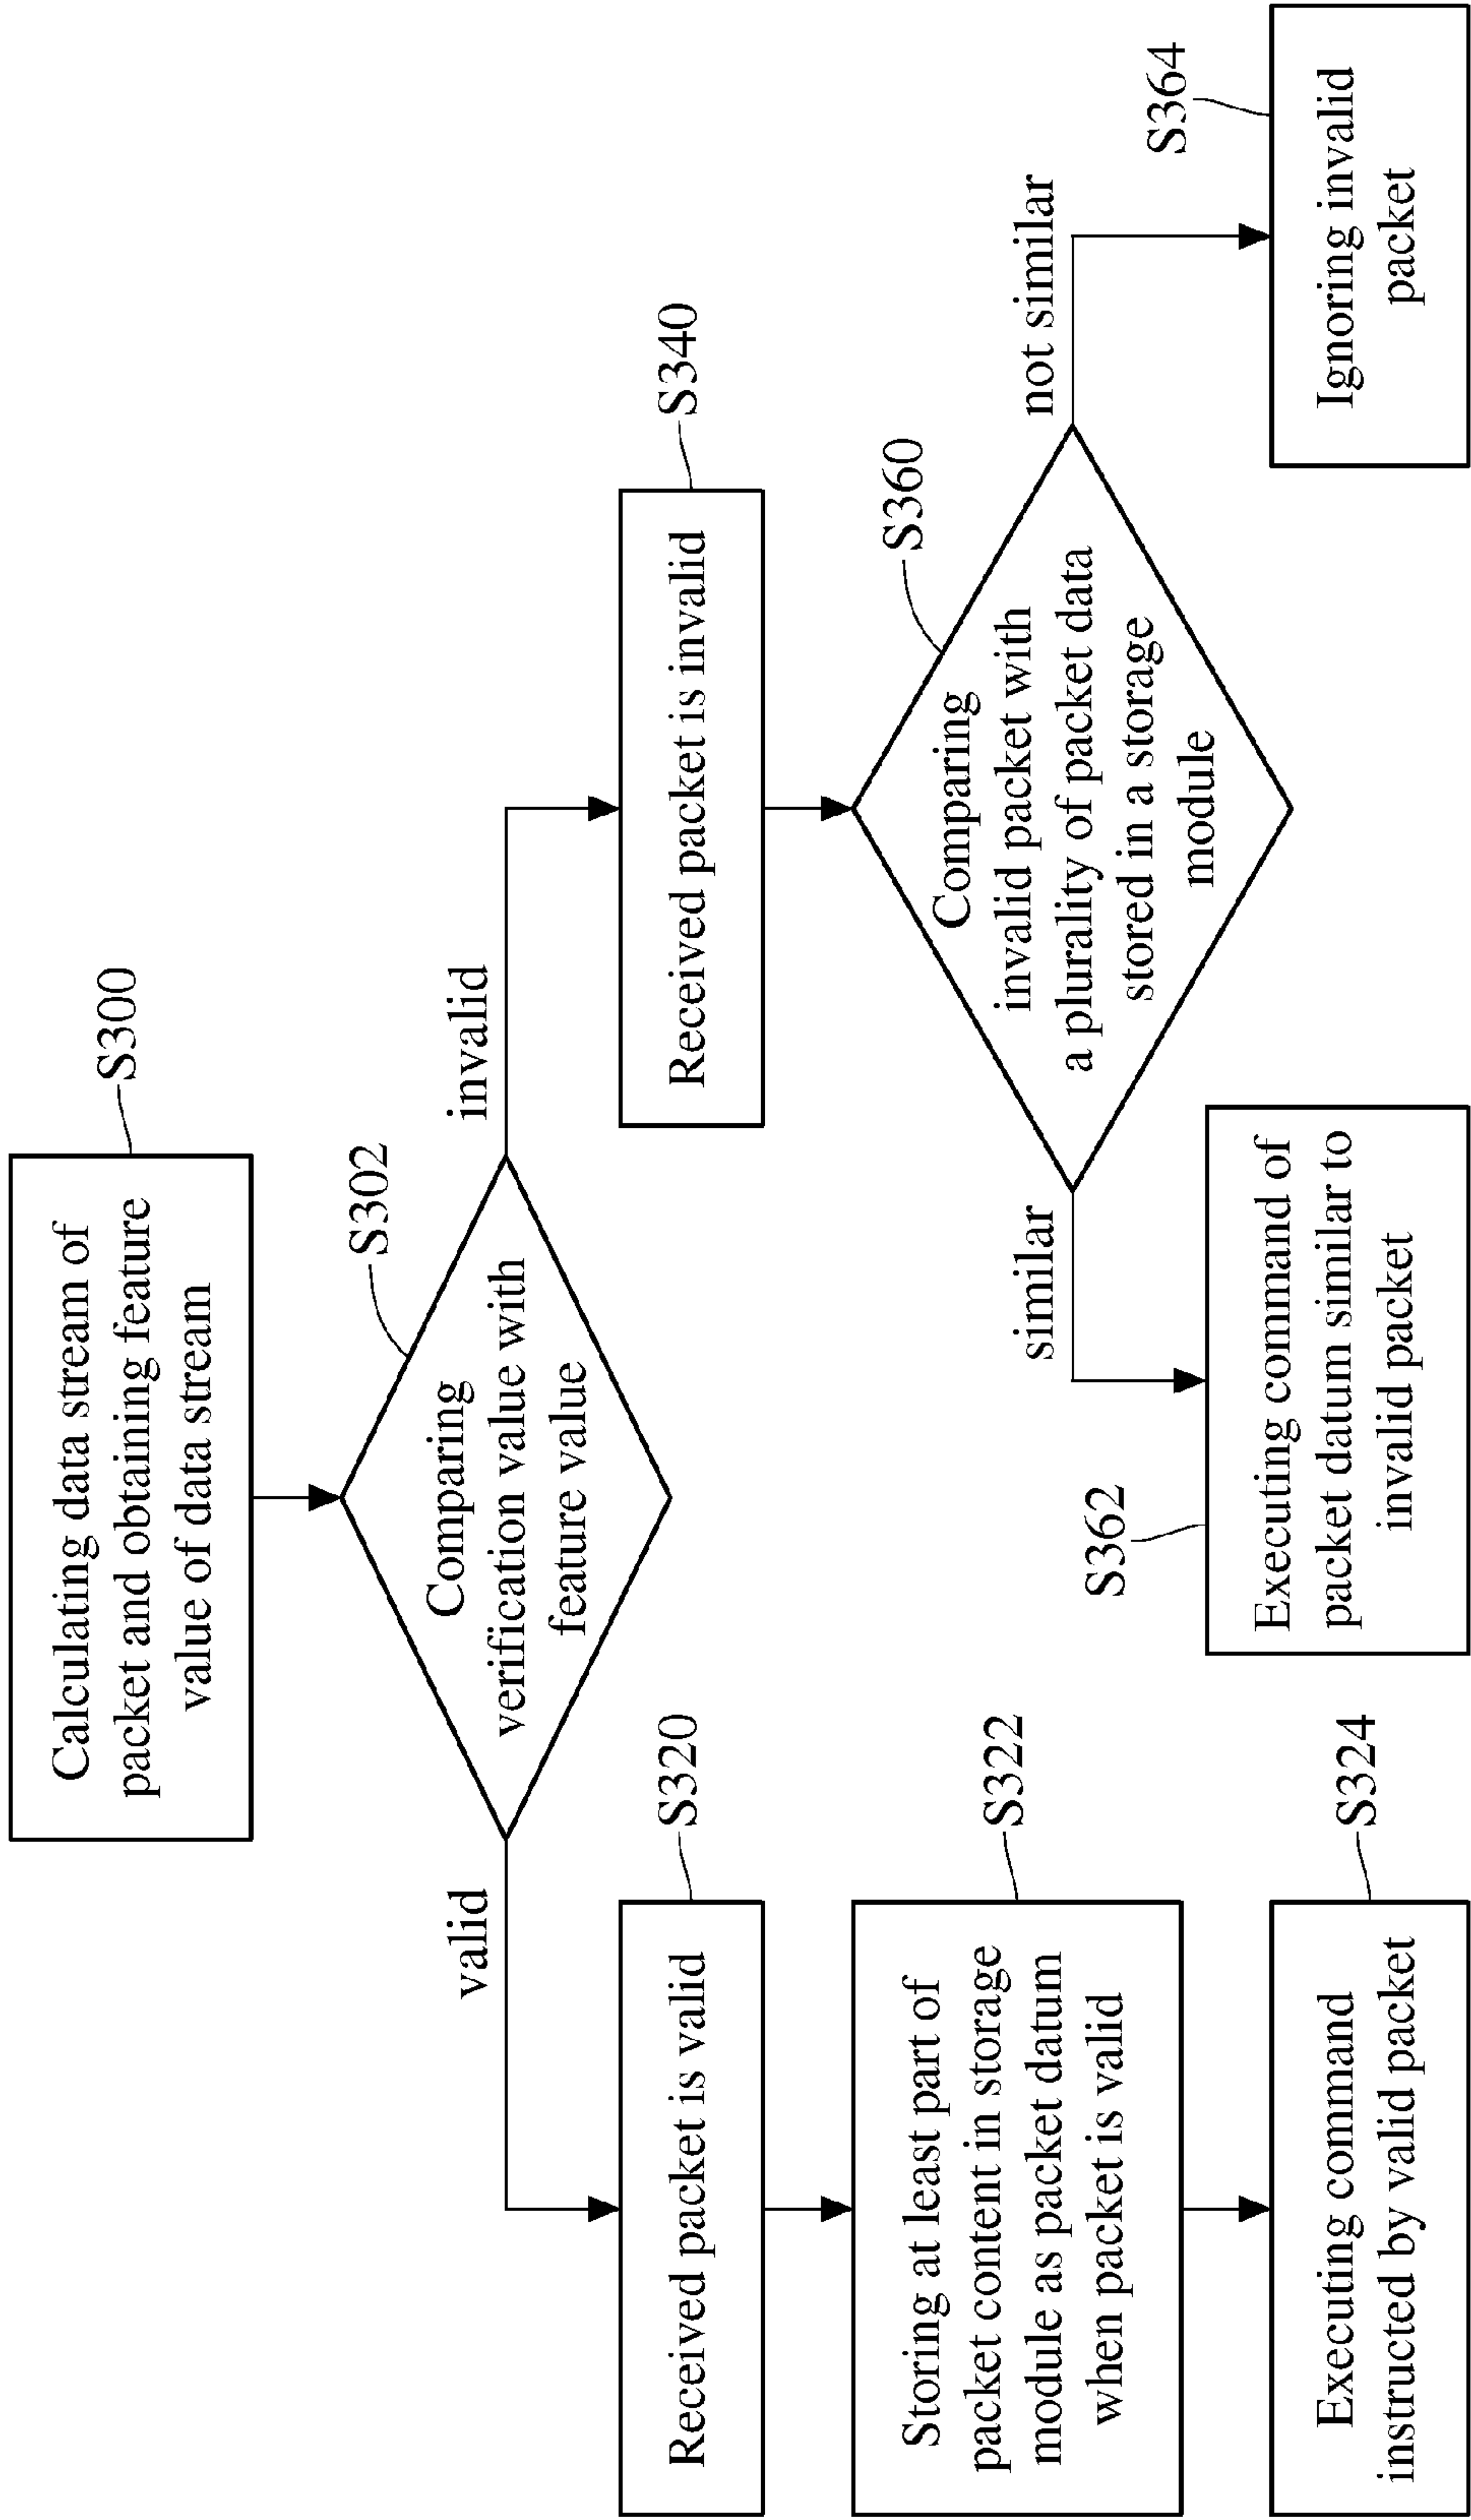 Calculating data stream of
packet and obtaining feature
value of data stream
S300
Comparing
verification value with
feature value
S302
valid
invalid
Received packet is valid
S320
Received packet is invalid
S340
Storing at least part of
packet content in storage
module as packet datum
when packet is valid
S322
Comparing
invalid packet with
a plurality of packet data
stored in a storage
module
S360
similar
not similar
Executing command
instructed by valid packet
S324
Executing command of
packet datum similar to
invalid packet
S362
Ignoring invalid
packet
S364